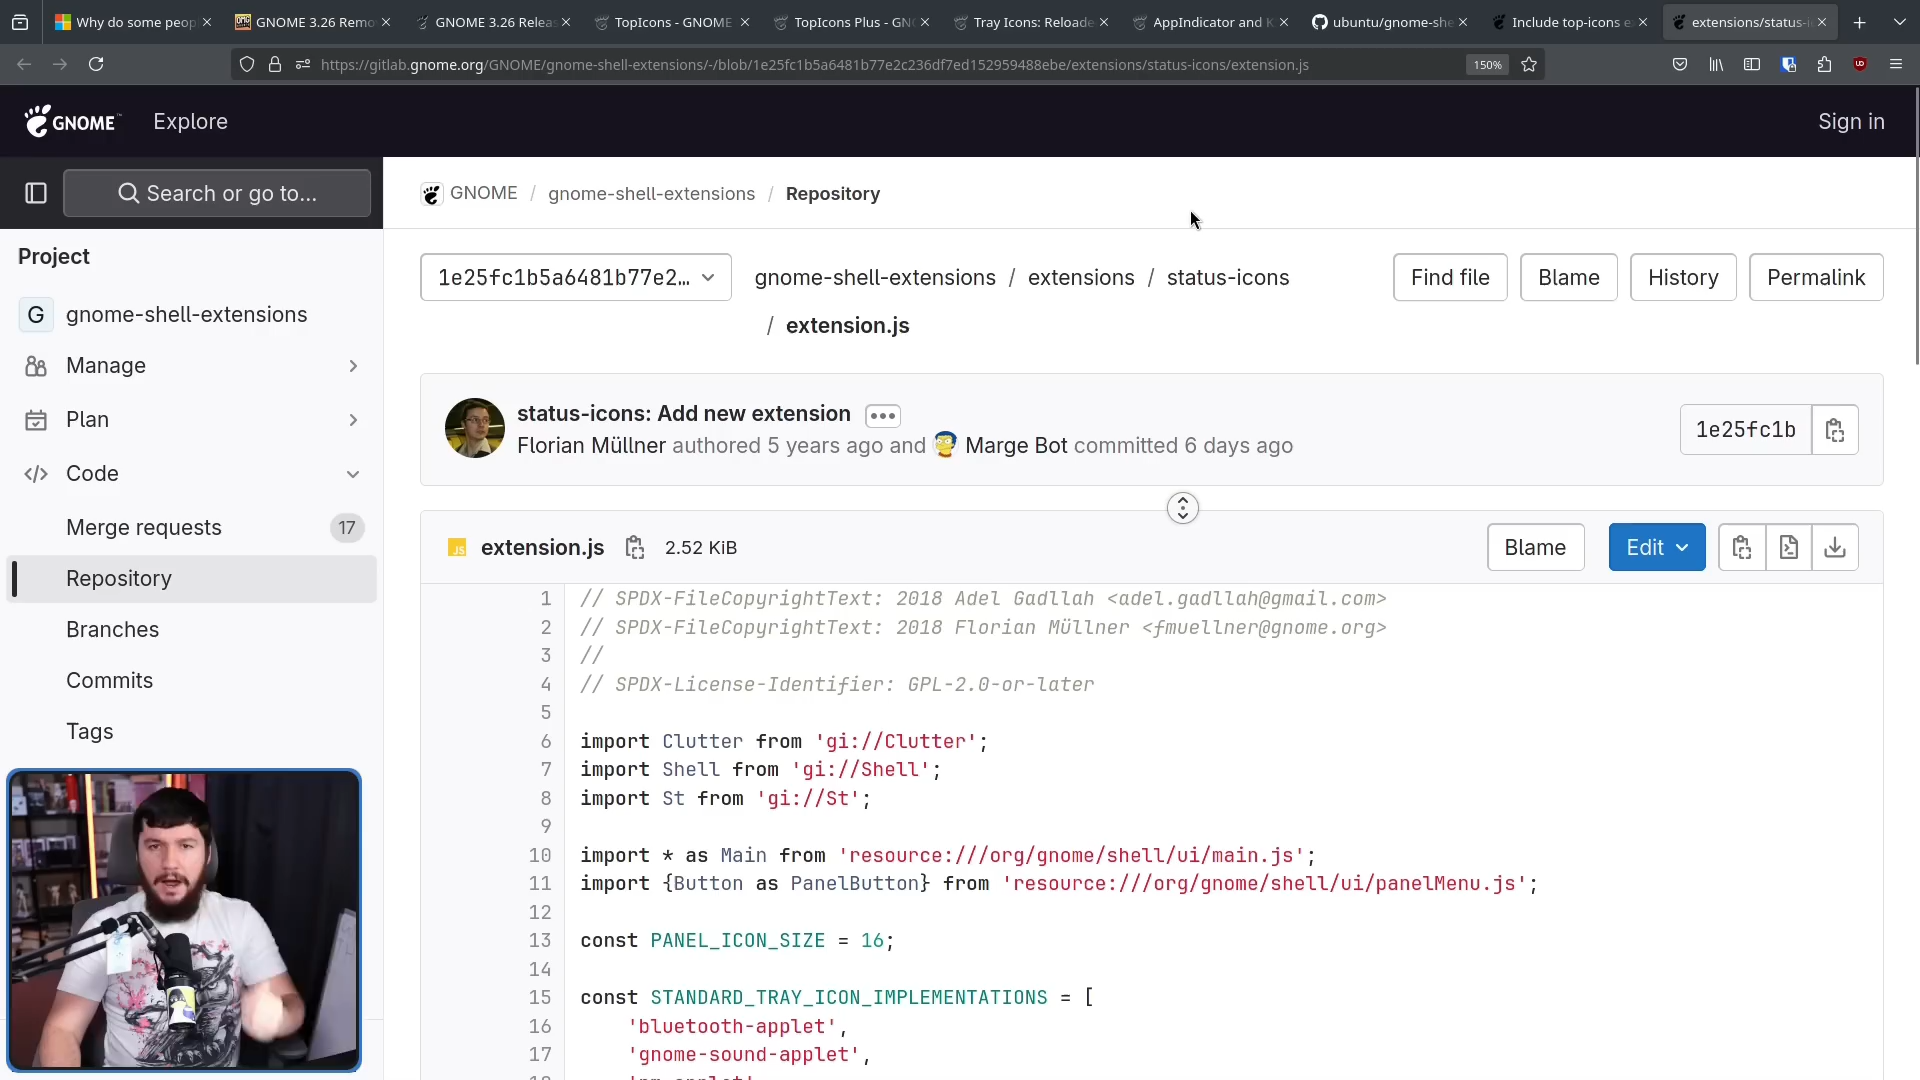 Why do some peop
GNOME 3.26 Remo
GNOME 3.26 Relea
TopIcons - GNOME
TopIcons Plus - GN
Tray Icons: Reloade
AppIndicator and K
ubuntu/gnome-she
Include top-icons e
extensions/status-i
https://gitlab.gnome.org/GNOME/gnome-shell-extensions/-/blob/1e25fc1b5a6481b77e2c236df7ed152959488ebe/extensions/status-icons/extension.js
150%
GNOME
Explore
Sign in
Search or go to...
GNOME / gnome-shell-extensions / Repository
Project
G gnome-shell-extensions
Manage
Plan
Code
Merge requests 17
Repository
Branches
Commits
Tags
1e25fc1b5a6481b77e2…
gnome-shell-extensions / extensions / status-icons
/ extension.js
Find file
Blame
History
Permalink
status-icons: Add new extension
Florian Müllner authored 5 years ago and Marge Bot committed 6 days ago
1e25fc1b
JS extension.js 2.52 KiB
Blame
Edit
1 // SPDX-FileCopyrightText: 2018 Adel Gadllah <adel.gadllah@gmail.com>
2 // SPDX-FileCopyrightText: 2018 Florian Müllner <fmuellner@gnome.org>
3 //
4 // SPDX-License-Identifier: GPL-2.0-or-later
5
6 import Clutter from 'gi://Clutter';
7 import Shell from 'gi://Shell';
8 import St from 'gi://St';
9
10 import * as Main from 'resource:///org/gnome/shell/ui/main.js';
11 import {Button as PanelButton} from 'resource:///org/gnome/shell/ui/panelMenu.js';
12
13 const PANEL_ICON_SIZE = 16;
14
15 const STANDARD_TRAY_ICON_IMPLEMENTATIONS = [
16 'bluetooth-applet',
17 'gnome-sound-applet',